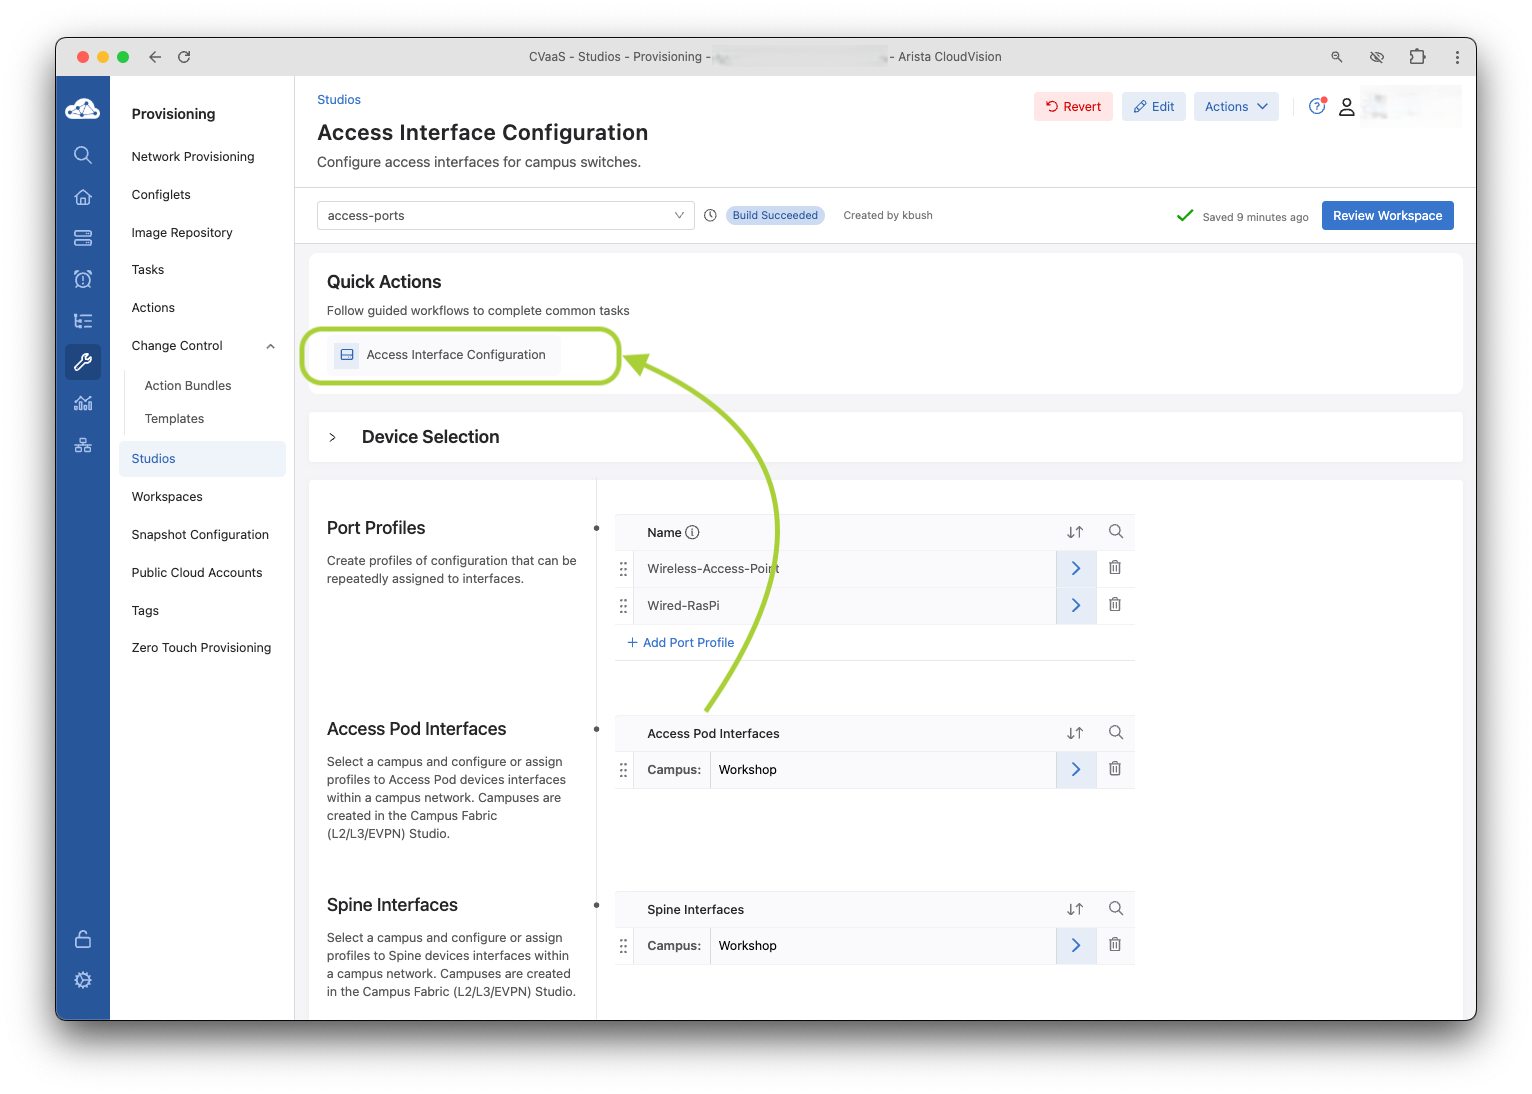 CVaaS - Studios - Provisioning -
- Arista CloudVision
Provisioning
Network Provisioning
Configlets
Image Repository
Tasks
Actions
Change Control
Action Bundles
Templates
Studios
Workspaces
Snapshot Configuration
Public Cloud Accounts
Tags
Zero Touch Provisioning
Studios
Access Interface Configuration
Configure access interfaces for campus switches.
Revert
Edit
Actions
access-ports
Build Succeeded
Created by kbush
Saved 9 minutes ago
Review Workspace
Quick Actions
Follow guided workflows to complete common tasks
Access Interface Configuration
Device Selection
Port Profiles
Create profiles of configuration that can be
repeatedly assigned to interfaces.
Name
Wireless-Access-Point
Wired-RasPi
+ Add Port Profile
Access Pod Interfaces
Select a campus and configure or assign
profiles to Access Pod devices interfaces
within a campus network. Campuses are
created in the Campus Fabric
(L2/L3/EVPN) Studio.
Access Pod Interfaces
Campus: Workshop
Spine Interfaces
Select a campus and configure or assign
profiles to Spine devices interfaces within
a campus network. Campuses are created
in the Campus Fabric (L2/L3/EVPN) Studio.
Spine Interfaces
Campus: Workshop